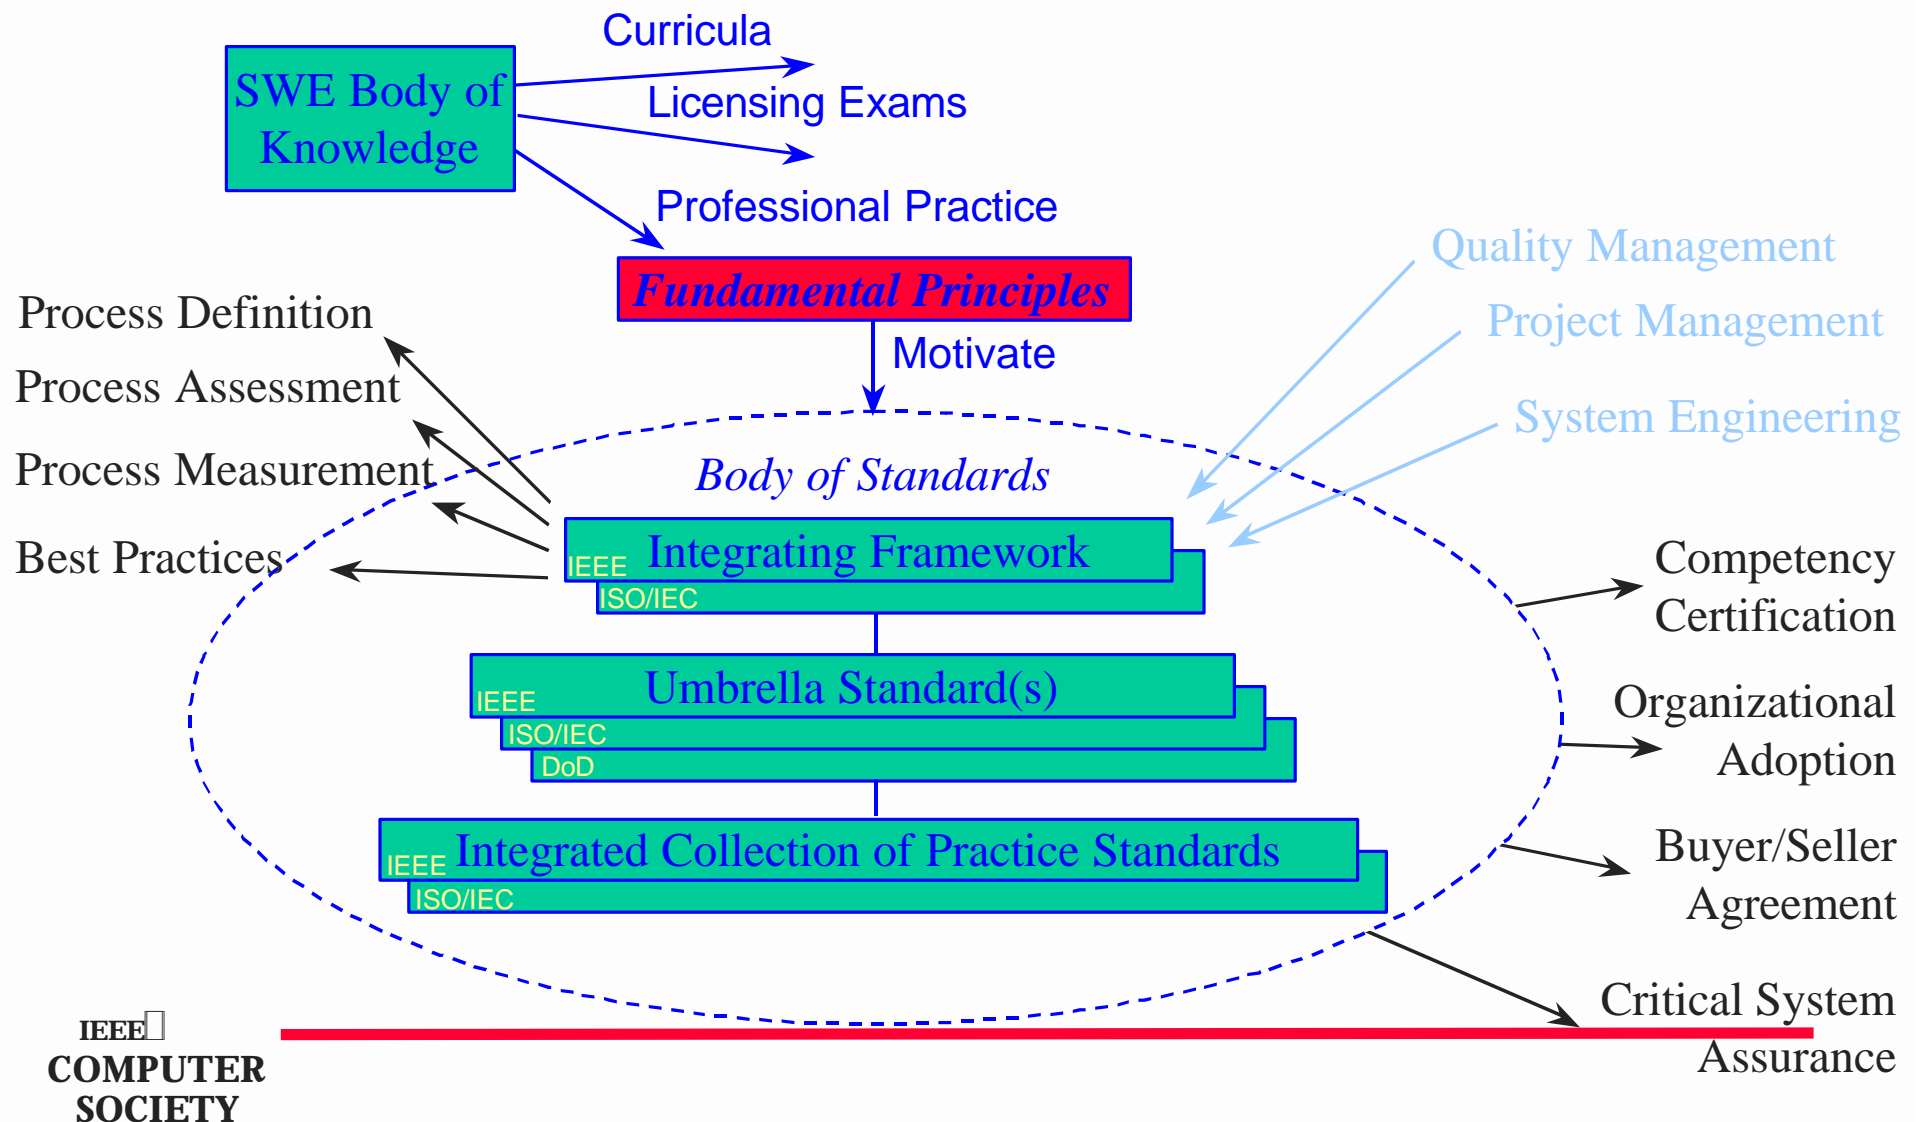 Curricula
SWE Body of
Knowledge
Licensing Exams
Professional Practice
Fundamental Principles
Motivate
Quality Management
Project Management
System Engineering
Process Definition
Process Assessment
Process Measurement
Best Practices
Body of Standards
IEEE Integrating Framework
ISO/IEC
IEEE Umbrella Standard(s)
ISO/IEC
DoD
IEEE Integrated Collection of Practice Standards
ISO/IEC
Competency
Certification
Organizational
Adoption
Buyer/Seller
Agreement
Critical System
Assurance
IEEE
COMPUTER
SOCIETY